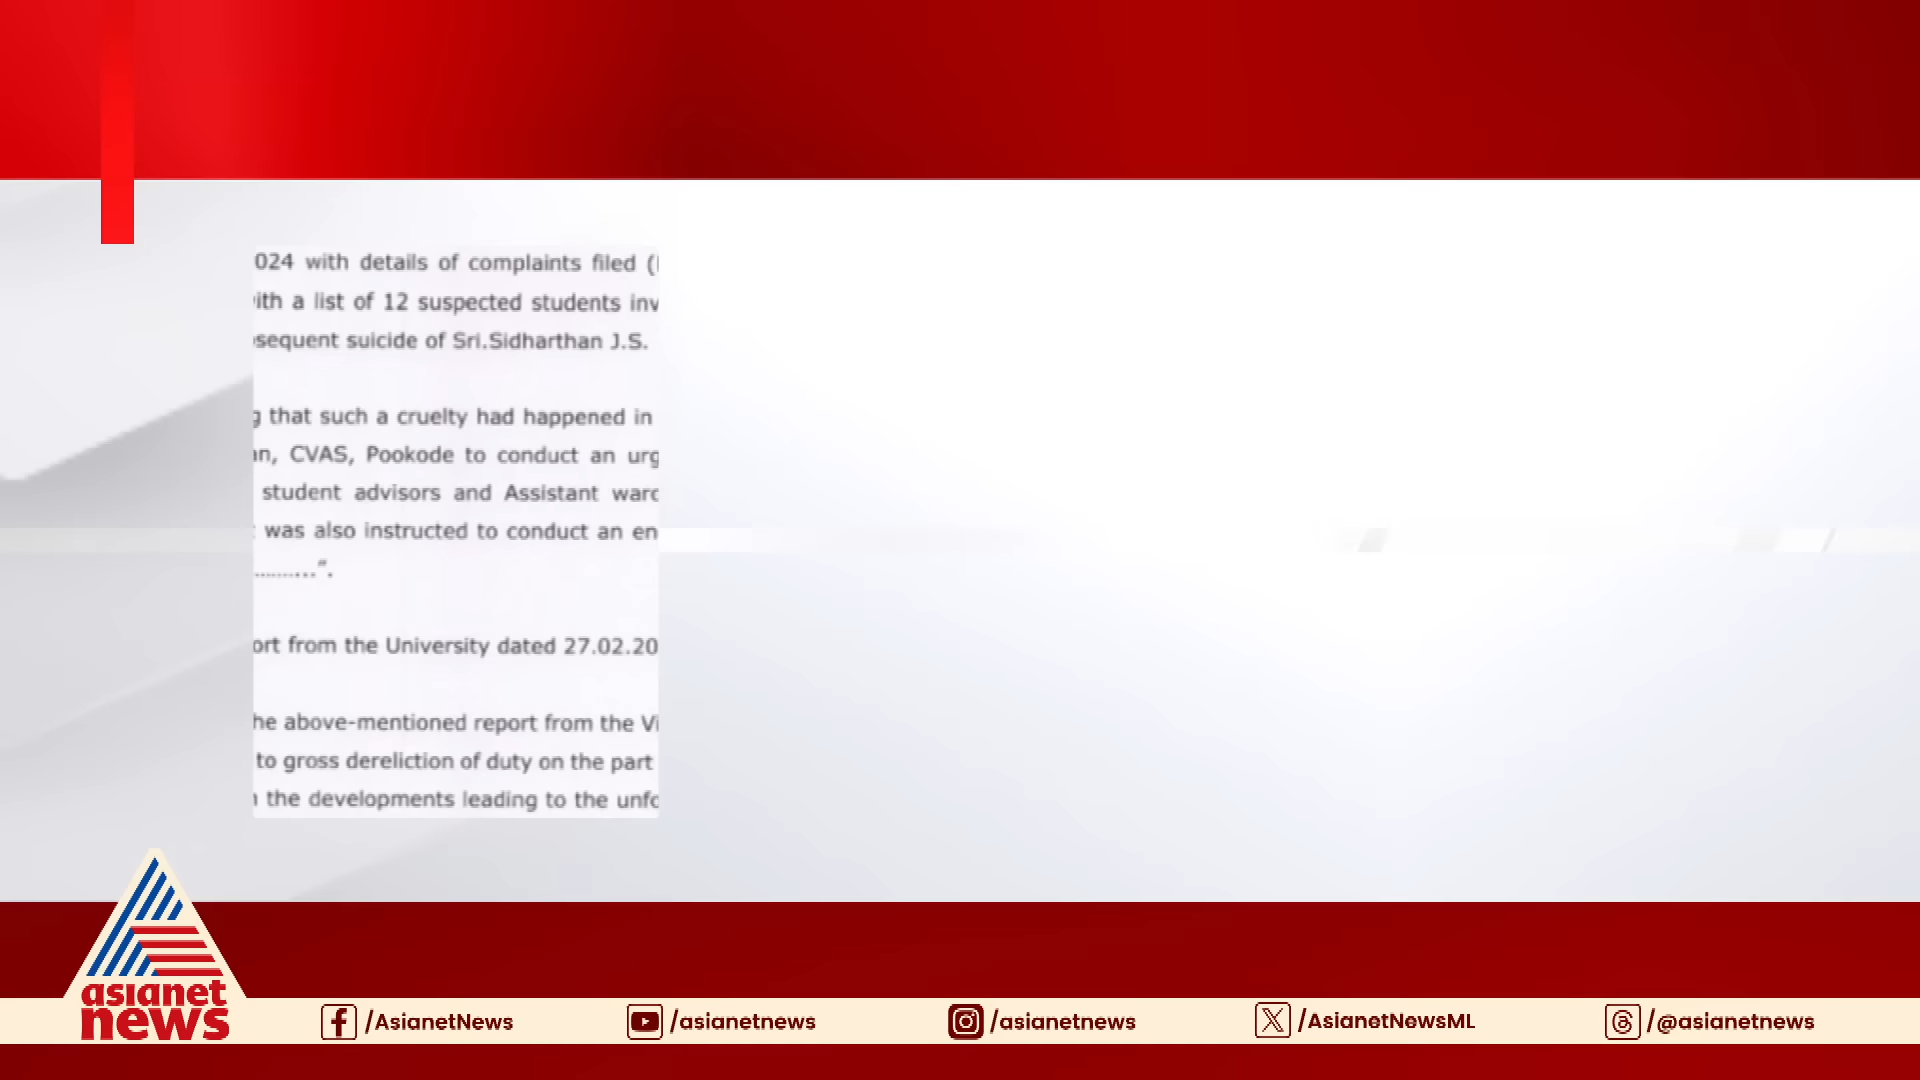 024 with details of complaints filed (
ith a list of 12 suspected students inv
sequent suicide of Sri.Sidharthan J.S.
g that such a cruelty had happened in
an, CVAS, Pookode to conduct an urg
student advisors and Assistant ward
was also instructed to conduct an en
...........".
ort from the University dated 27.02.20
he above-mentioned report from the Vi
to gross dereliction of duty on the part
the developments leading to the unfo
asianet
news
/AsianetNews
/asianetnews
/asianetnews
/AsianetNewsML
/@asianetnews